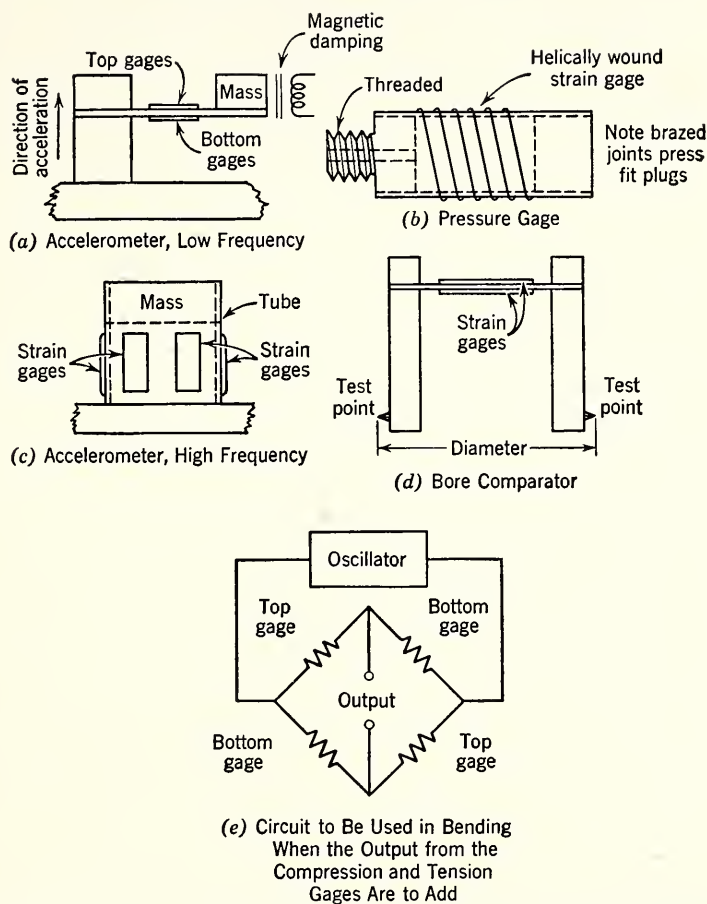 Magnetic
damping
Top gages
Mass
Direction of
acceleration
Bottom
gages
(a) Accelerometer, Low Frequency
Helically wound
strain gage
Threaded
Note brazed
joints press
fit plugs
(b) Pressure Gage
Mass
Tube
Strain
gages
Strain
gages
(c) Accelerometer, High Frequency
Strain
gages
Test
point
Test
point
Diameter
(d) Bore Comparator
Oscillator
Top
gage
Bottom
gage
Output
Bottom
gage
Top
gage
(e) Circuit to Be Used in Bending
When the Output from the
Compression and Tension
Gages Are to Add